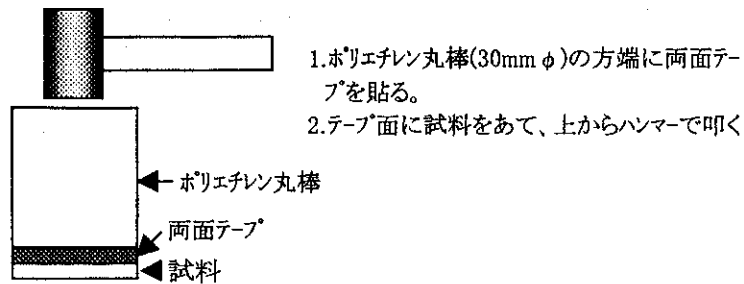 1.ﾎﾟﾘｴﾁﾚﾝ丸棒(30mmφ)の方端に両面ﾃｰ
ﾌﾟを貼る。
2.ﾃｰﾌﾟ面に試料をあて、上からﾊﾝﾏｰで叩く
ﾎﾟﾘｴﾁﾚﾝ丸棒
両面ﾃｰﾌﾟ
試料